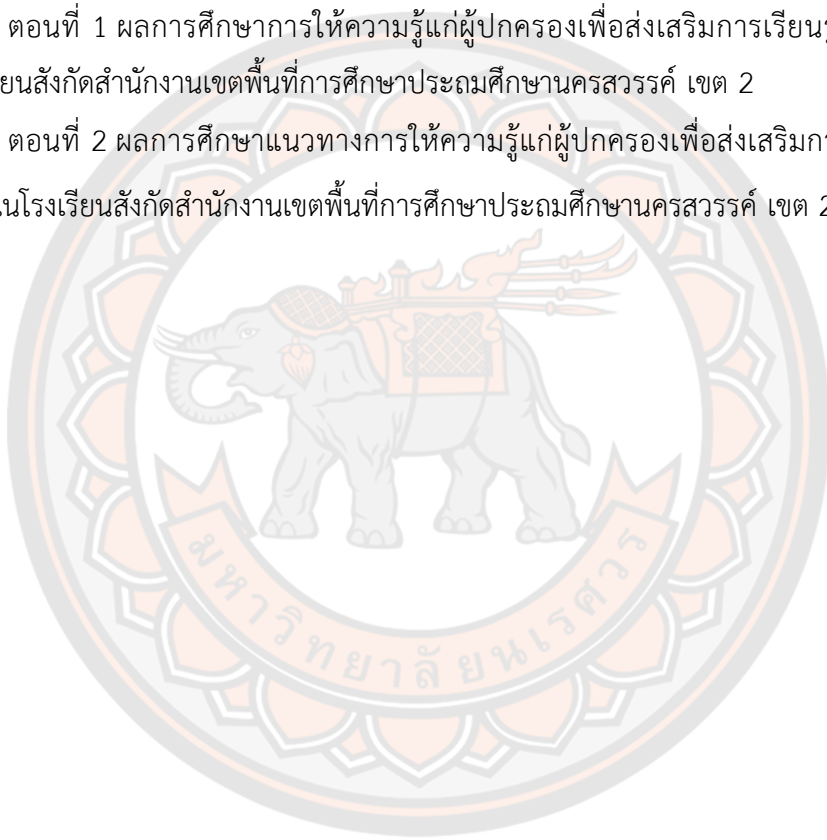 ตอนที่ 1 ผลการศึกษาการให้ความรู้แก่ผู้ปกครองเพื่อส่งเสริมการเรียนรู
ยนสังกัดสำนักงานเขตพื้นที่การศึกษาประถมศึกษานครสวรรค์ เขต 2
ตอนที่ 2 ผลการศึกษาแนวทางการให้ความรู้แก่ผู้ปกครองเพื่อส่งเสริมกา
นโรงเรียนสังกัดสำนักงานเขตพื้นที่การศึกษาประถมศึกษานครสวรรค์ เขต 2
มหาวิทยาลัยนเรศวร